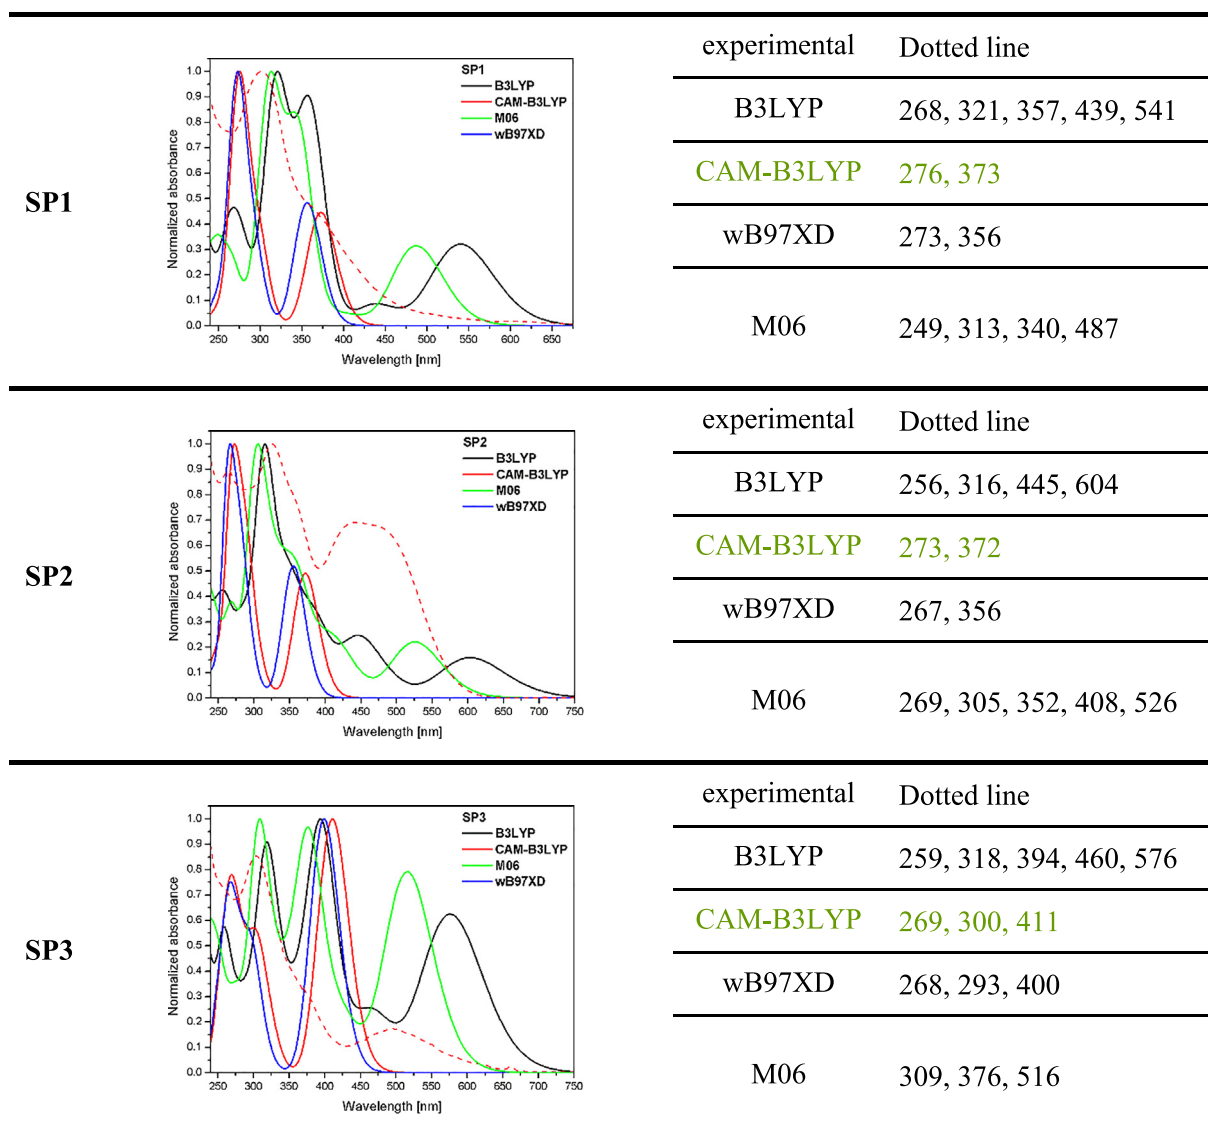 SP1
SP1
B3LYP
CAM-B3LYP
M06
wB97XD
Normalized absorbance
1.0
0.9
0.8
0.7
0.6
0.5
0.4
0.3
0.2
0.1
0.0
250 300 350 400 450 500 550 600 650
Wavelength [nm]
experimental Dotted line
B3LYP 268, 321, 357, 439, 541
CAM-B3LYP 276, 373
wB97XD 273, 356
M06 249, 313, 340, 487
SP2
SP2
B3LYP
CAM-B3LYP
M06
wB97XD
Normalized absorbance
1.0
0.9
0.8
0.7
0.6
0.5
0.4
0.3
0.2
0.1
0.0
250 300 350 400 450 500 550 600 650 700 750
Wavelength [nm]
experimental Dotted line
B3LYP 256, 316, 445, 604
CAM-B3LYP 273, 372
wB97XD 267, 356
M06 269, 305, 352, 408, 526
SP3
SP3
B3LYP
CAM-B3LYP
M06
wB97XD
Normalized absorbance
1.0
0.9
0.8
0.7
0.6
0.5
0.4
0.3
0.2
0.1
0.0
250 300 350 400 450 500 550 600 650 700 750
Wavelength [nm]
experimental Dotted line
B3LYP 259, 318, 394, 460, 576
CAM-B3LYP 269, 300, 411
wB97XD 268, 293, 400
M06 309, 376, 516